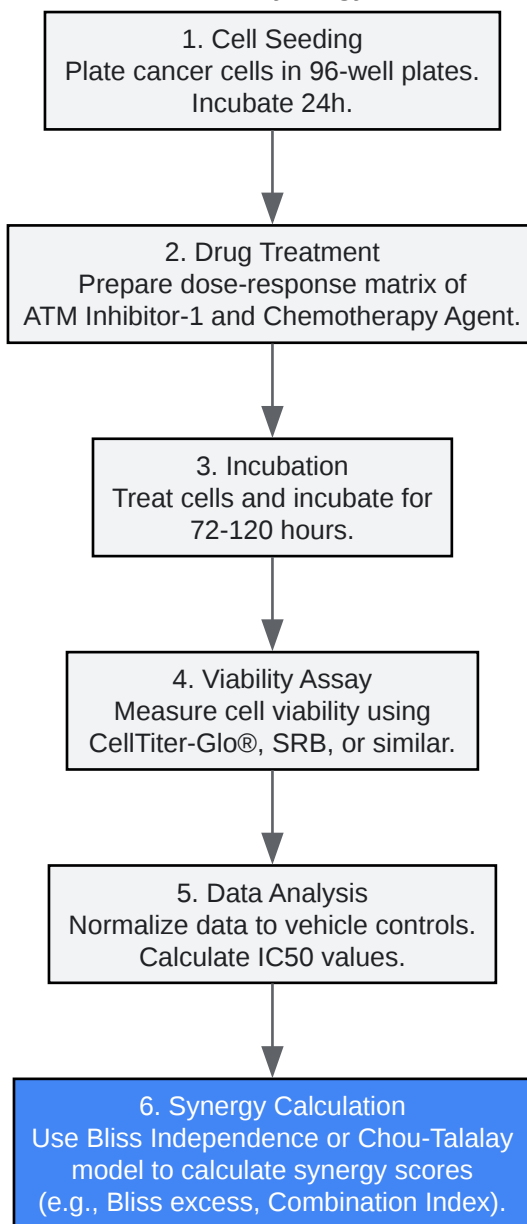 1. Cell Seeding
Plate cancer cells in 96-well plates.
Incubate 24h.
2. Drug Treatment
Prepare dose-response matrix of
ATM Inhibitor-1 and Chemotherapy Agent.
3. Incubation
Treat cells and incubate for
72-120 hours.
4. Viability Assay
Measure cell viability using
CellTiter-Glo®, SRB, or similar.
5. Data Analysis
Normalize data to vehicle controls.
Calculate IC50 values.
6. Synergy Calculation
Use Bliss Independence or Chou-Talalay
model to calculate synergy scores
(e.g., Bliss excess, Combination Index).